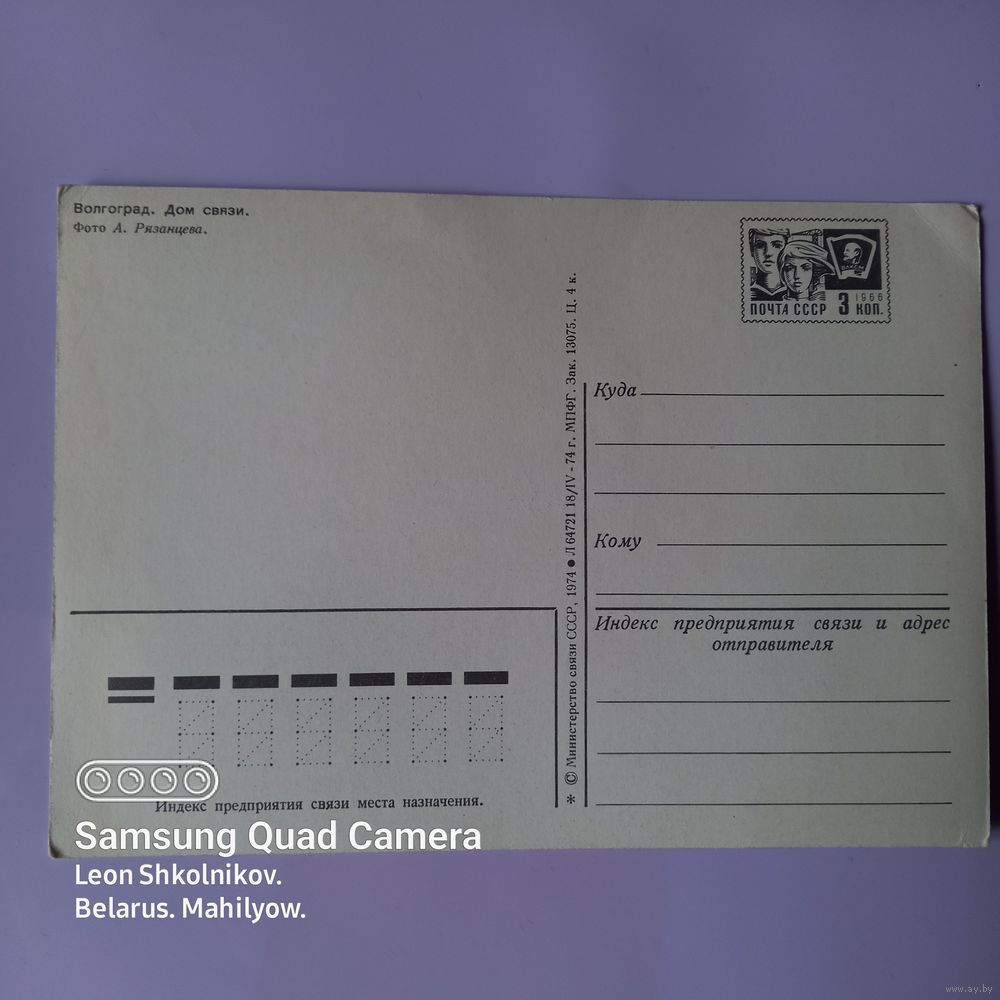 Волгоград. Дом связи.
Фото А. Рязанцева.
ВЛКСМ
1966
ПОЧТА СССР 3 КОП.
* © Министерство связи СССР, 1974 ● Л 64721 18/IV - 74 г. МПФГ. Зак. 13075. Ц. 4 к.
Куда
Кому
Индекс предприятия связи и адрес
отправителя
Индекс предприятия связи места назначения.
Samsung Quad Camera
Leon Shkolnikov.
Belarus. Mahilyow.
www.ay.by